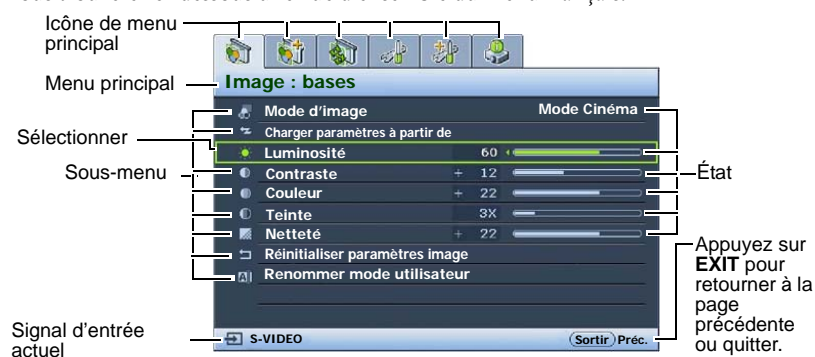 Icône de menu
principal
Menu principal
Image : bases
Mode d'image Mode Cinéma
Charger paramètres à partir de
Sélectionner
Luminosité 60
Sous-menu
Contraste + 12
État
Couleur + 22
Teinte 3X
Netteté + 22
Réinitialiser paramètres image
Renommer mode utilisateur
Appuyez sur
EXIT pour
retourner à la
page
précédente
ou quitter.
Signal d'entrée
actuel
S-VIDEO
Sortir Préc.